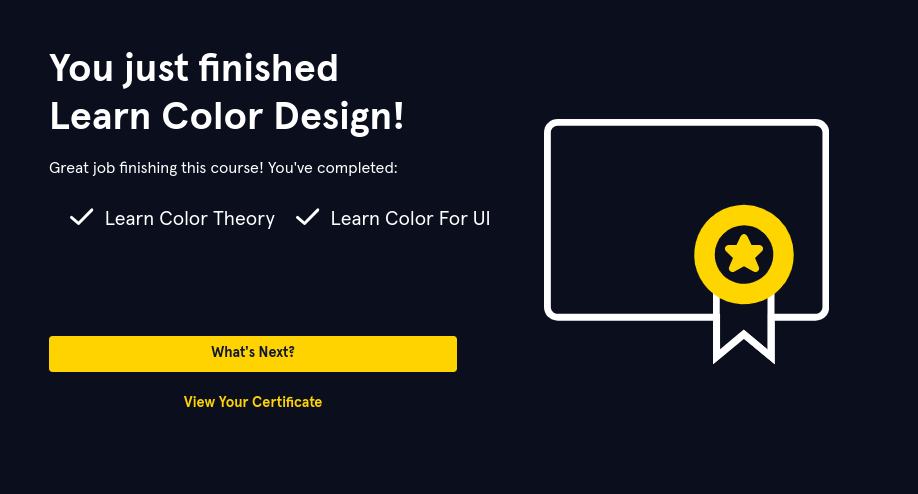 You just finished
Learn Color Design!
Great job finishing this course! You've completed:
Learn Color Theory Learn Color For UI
What's Next?
View Your Certificate